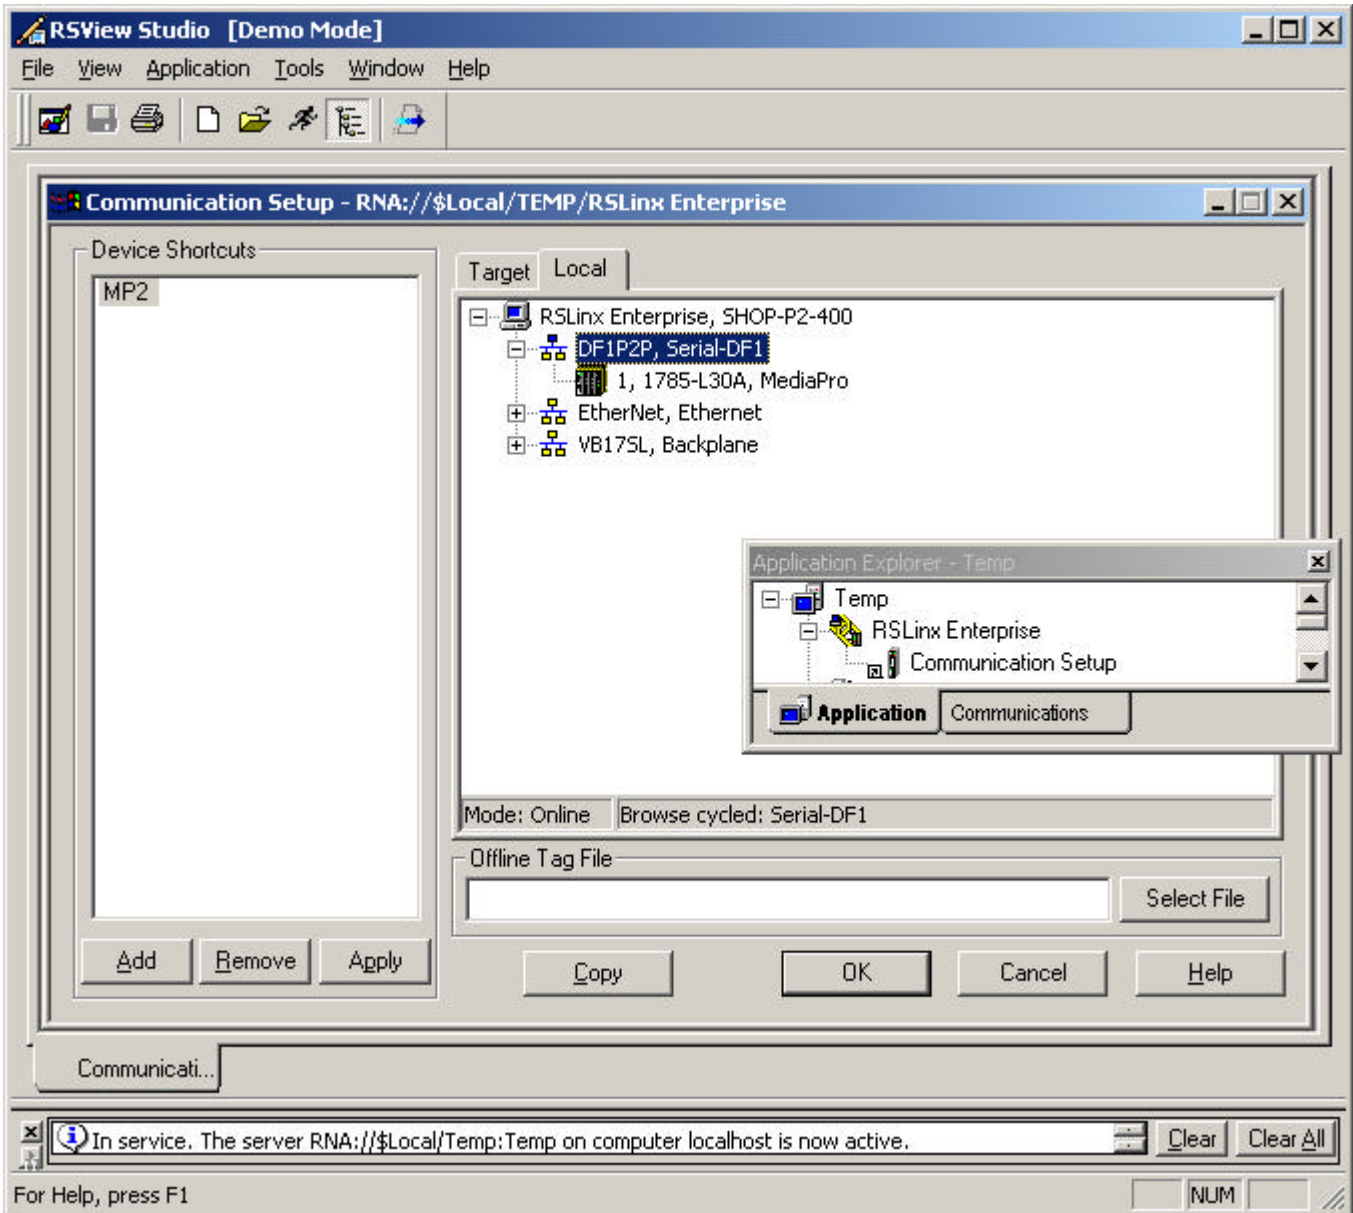 RSView Studio [Demo Mode]
File View Application Tools Window Help
Communication Setup - RNA://$Local/TEMP/RSLinx Enterprise
Device Shortcuts
MP2
Target Local
RSLinx Enterprise, SHOP-P2-400
DF1P2P, Serial-DF1
1, 1785-L30A, MediaPro
EtherNet, Ethernet
VB17SL, Backplane
Application Explorer - Temp
Temp
RSLinx Enterprise
Communication Setup
Application Communications
Mode: Online Browse cycled: Serial-DF1
Offline Tag File
Select File
Add Remove Apply
Copy OK Cancel Help
Communicati...
In service. The server RNA://$Local/Temp:Temp on computer localhost is now active.
Clear Clear All
For Help, press F1
NUM